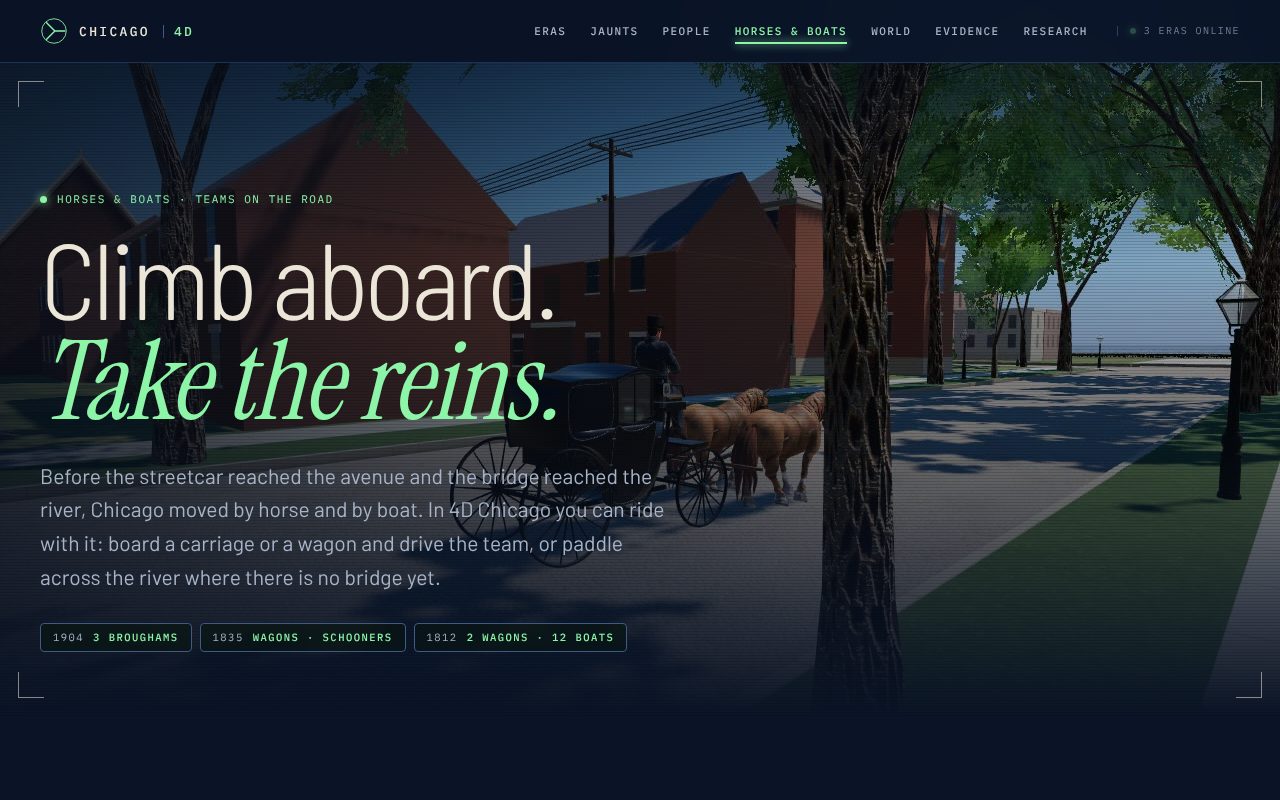 CHICAGO | 4D
ERAS JAUNTS PEOPLE HORSES & BOATS WORLD EVIDENCE RESEARCH | 3 ERAS ONLINE
HORSES & BOATS · TEAMS ON THE ROAD
Climb aboard.
Take the reins.
Before the streetcar reached the avenue and the bridge reached the
river, Chicago moved by horse and by boat. In 4D Chicago you can ride
with it: board a carriage or a wagon and drive the team, or paddle
across the river where there is no bridge yet.
1904 3 BROUGHAMS 1835 WAGONS · SCHOONERS 1812 2 WAGONS · 12 BOATS